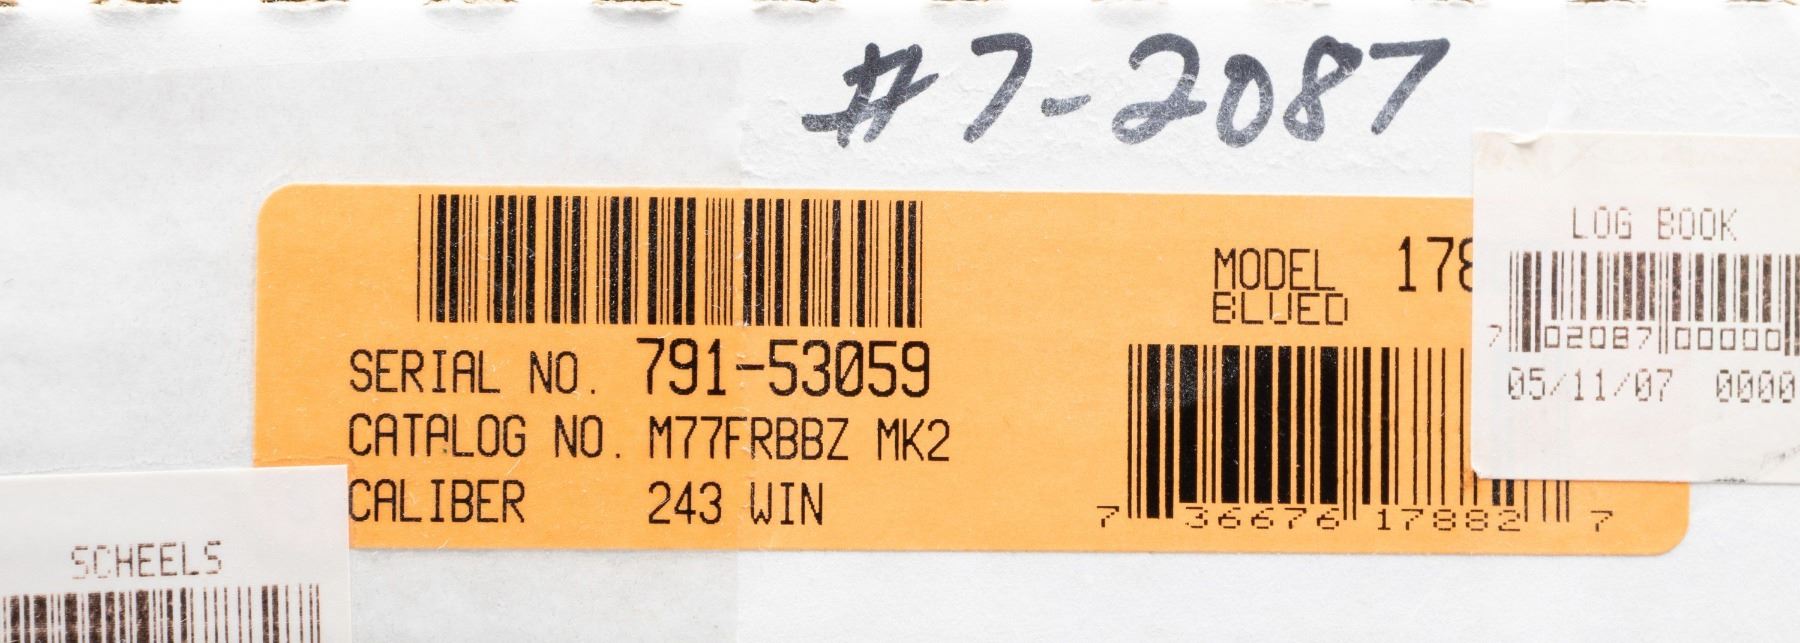 #7-2087
MODEL 178
BLUED
SERIAL NO. 791-53059
CATALOG NO. M77FRBBZ MK2
CALIBER 243 WIN
7 36676 17882 7
LOG BOOK
7 02087 00000
05/11/07 0000
SCHEELS